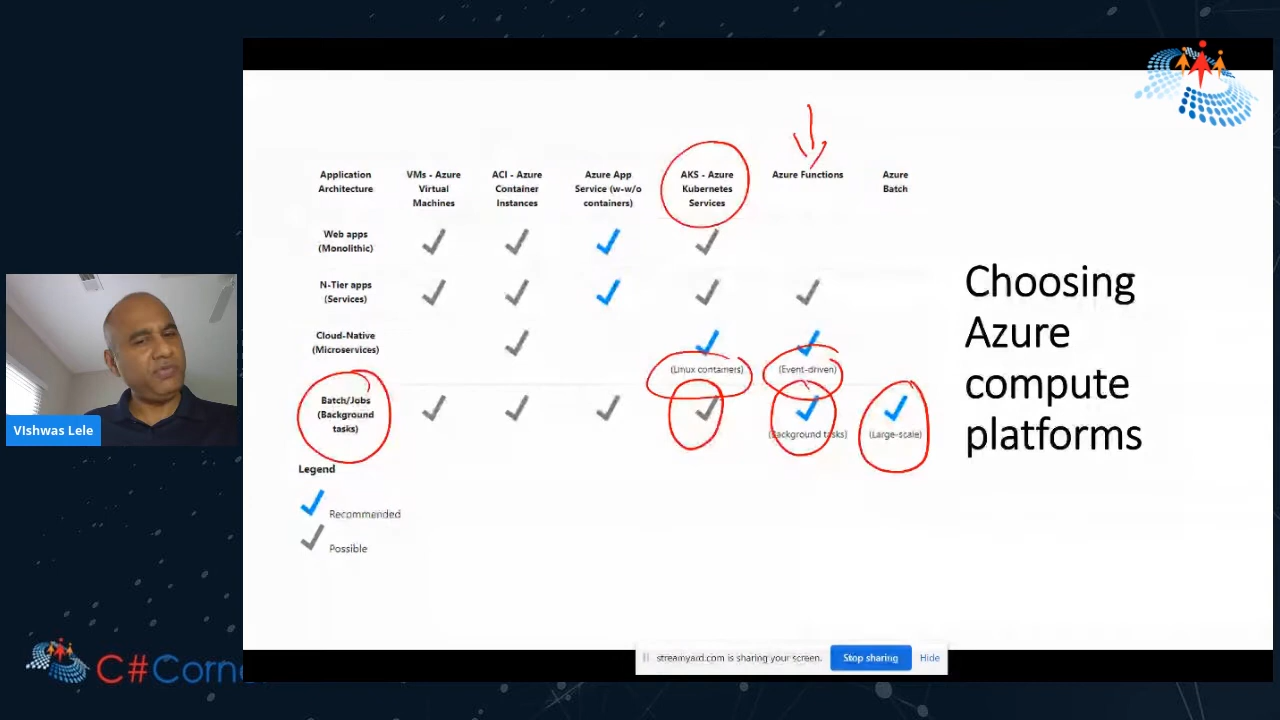 Application
Architecture
VMs - Azure
Virtual
Machines
ACI - Azure
Container
Instances
Azure App
Service (w-w/o
containers)
AKS - Azure
Kubernetes
Services
Azure Functions
Azure
Batch
Web apps
(Monolithic)
N-Tier apps
(Services)
Cloud-Native
(Microservices)
(Linux containers)
(Event-driven)
Batch/Jobs
(Background
tasks)
(Background tasks)
(Large-scale)
Legend
Recommended
Possible
Choosing
Azure
compute
platforms
VIshwas Lele
C#Corne
streamyard.com is sharing your screen.
Stop sharing
Hide